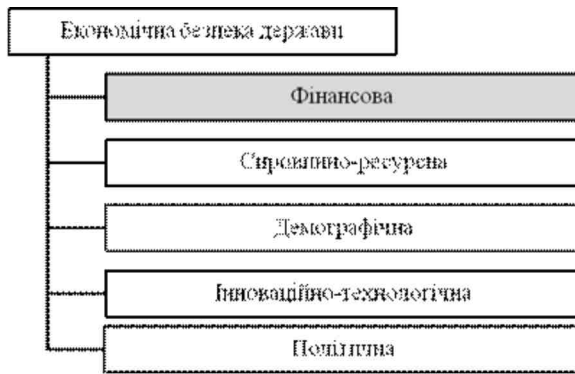 Економічна безпека держави
Фінансова
Сировинно-ресурсна
Демографічна
Інноваційно-технологічна
Політична